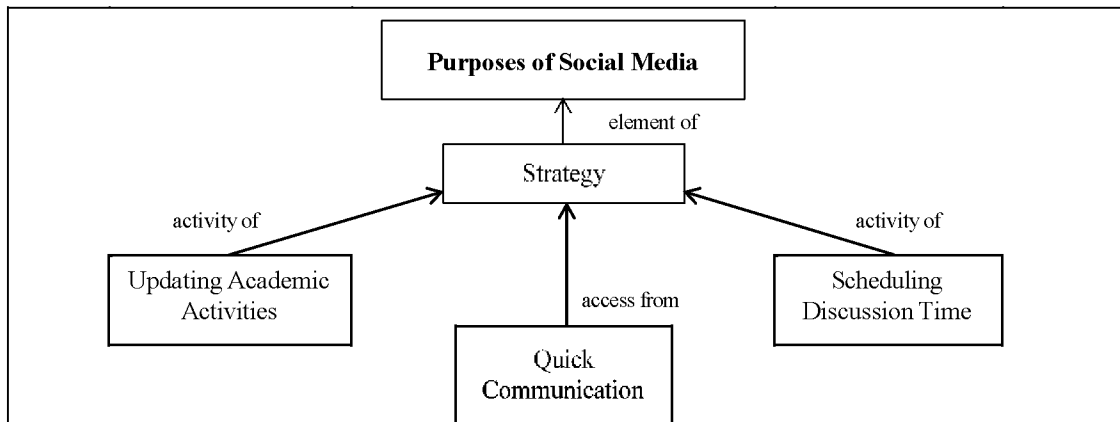 Purposes of Social Media
element of
Strategy
activity of
activity of
Updating Academic
Activities
Scheduling
Discussion Time
access from
Quick
Communication